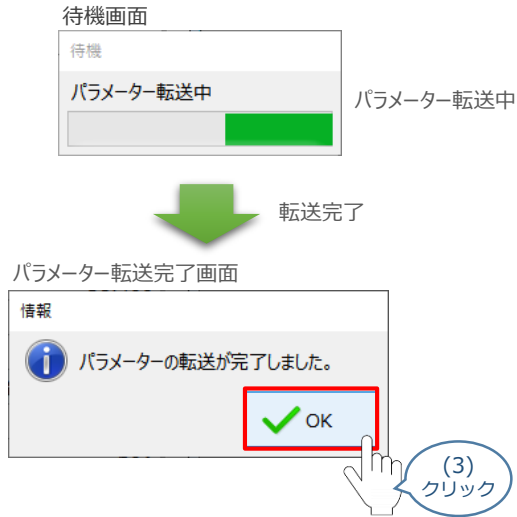 待機画面
待機
パラメーター転送中
パラメーター転送中
転送完了
パラメーター転送完了画面
情報
パラメーターの転送が完了しました。
OK
(3)
クリック